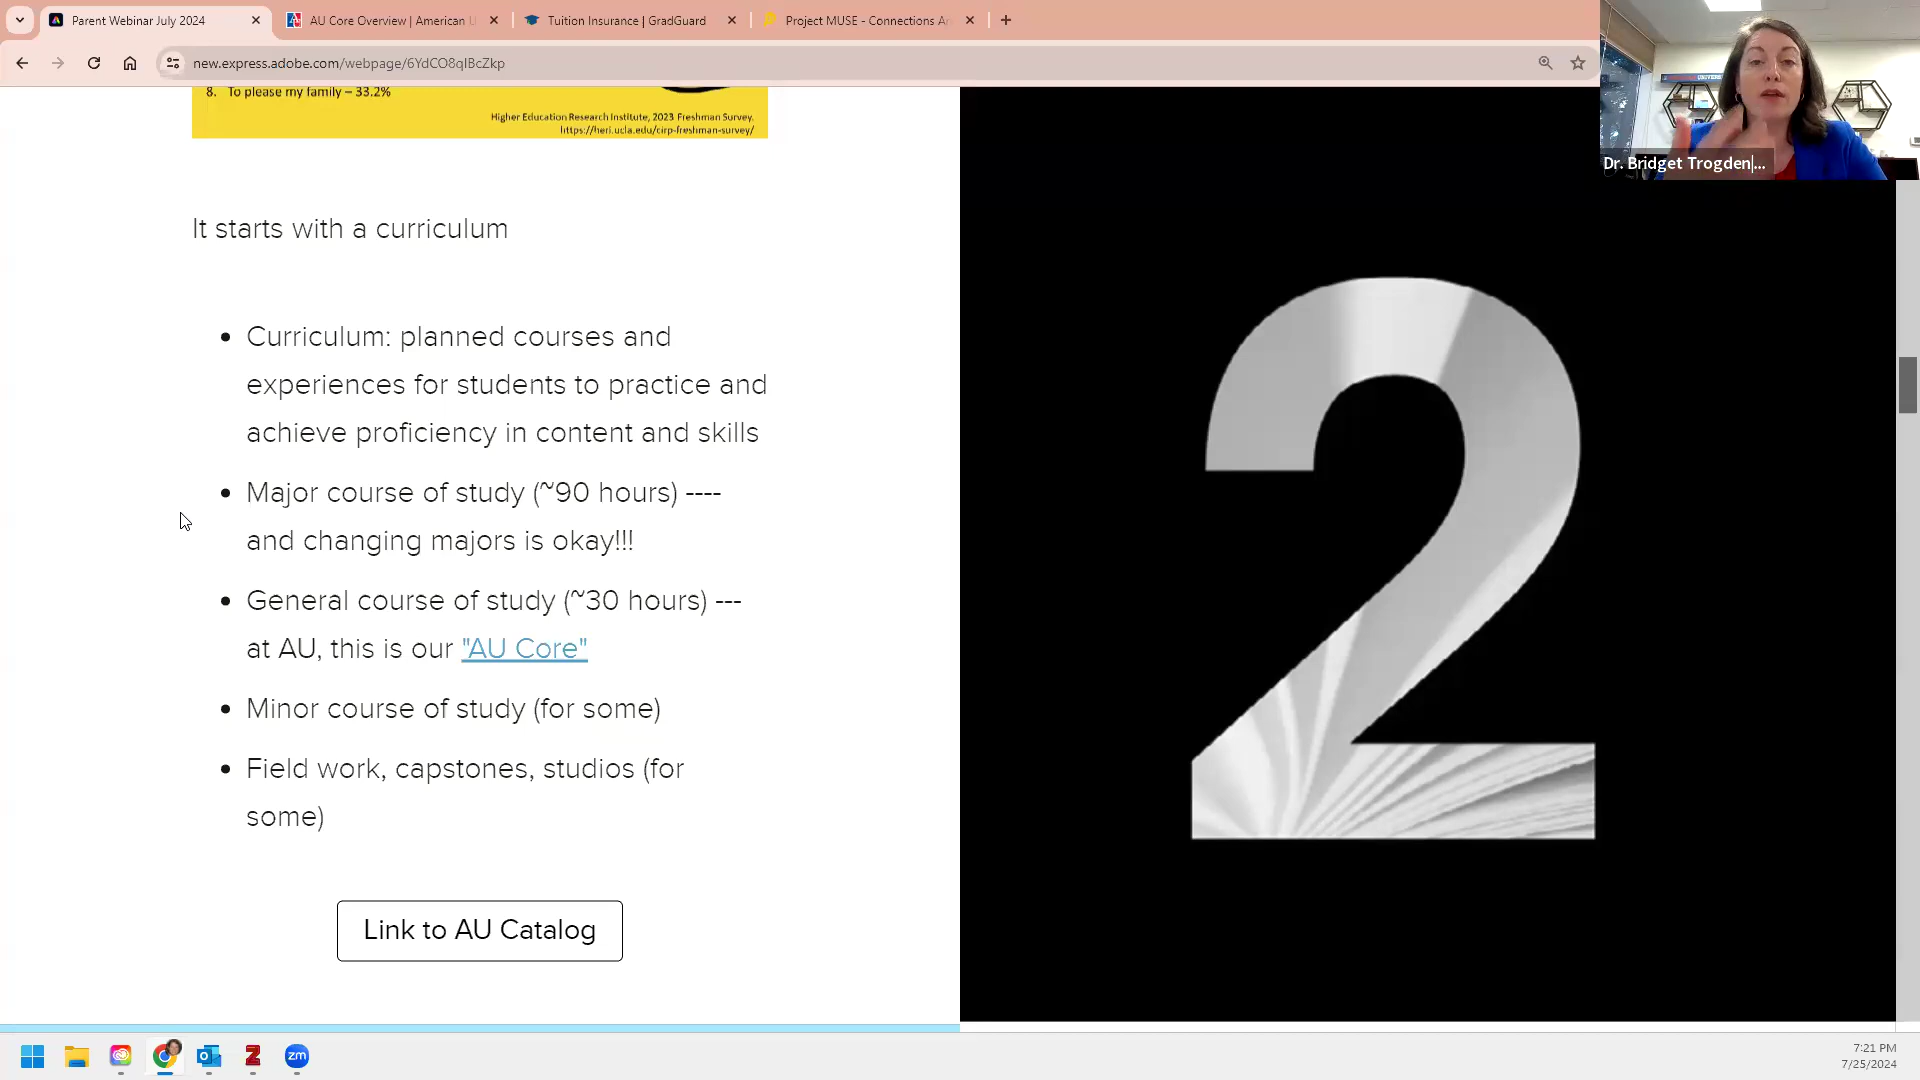 Parent Webinar July 2024
AU Core Overview | American U
Tuition Insurance | GradGuard
Project MUSE - Connections An
new.express.adobe.com/webpage/6YdCO8qIBcZkp
8. To please my family – 33.2%
Higher Education Research Institute, 2023 Freshman Survey.
https://heri.ucla.edu/cirp-freshman-survey/
Dr. Bridget Trogden|...
It starts with a curriculum
• Curriculum: planned courses and
experiences for students to practice and
achieve proficiency in content and skills
• Major course of study (~90 hours) ----
and changing majors is okay!!!
• General course of study (~30 hours) ---
at AU, this is our "AU Core"
• Minor course of study (for some)
• Field work, capstones, studios (for
some)
Link to AU Catalog
2
zm
7:21 PM
7/25/2024